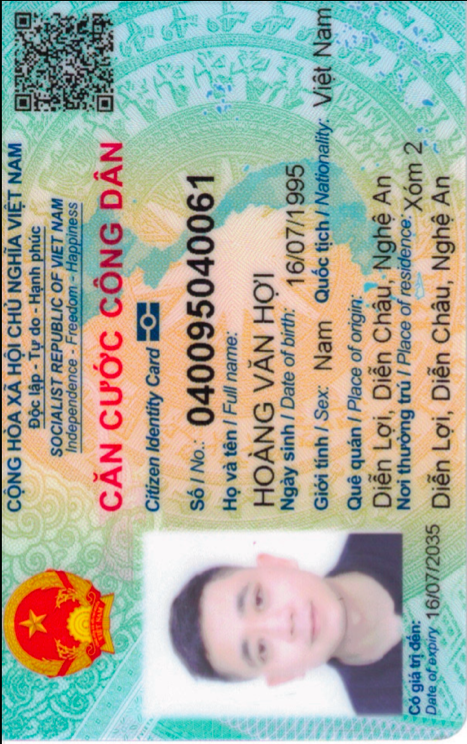 CỘNG HÒA XÃ HỘI CHỦ NGHĨA VIỆT NAM
Độc lập - Tự do - Hạnh phúc
SOCIALIST REPUBLIC OF VIET NAM
Independence - Freedom - Happiness
CĂN CƯỚC CÔNG DÂN
Citizen Identity Card
Số / No.: 040095040061
Họ và tên / Full name:
HOÀNG VĂN HỢI
Ngày sinh / Date of birth: 16/07/1995
Giới tính / Sex: Nam Quốc tịch / Nationality: Việt Nam
Quê quán / Place of origin:
Diễn Lợi, Diễn Châu, Nghệ An
Nơi thường trú / Place of residence: Xóm 2
Diễn Lợi, Diễn Châu, Nghệ An
Có giá trị đến: 16/07/2035
Date of expiry